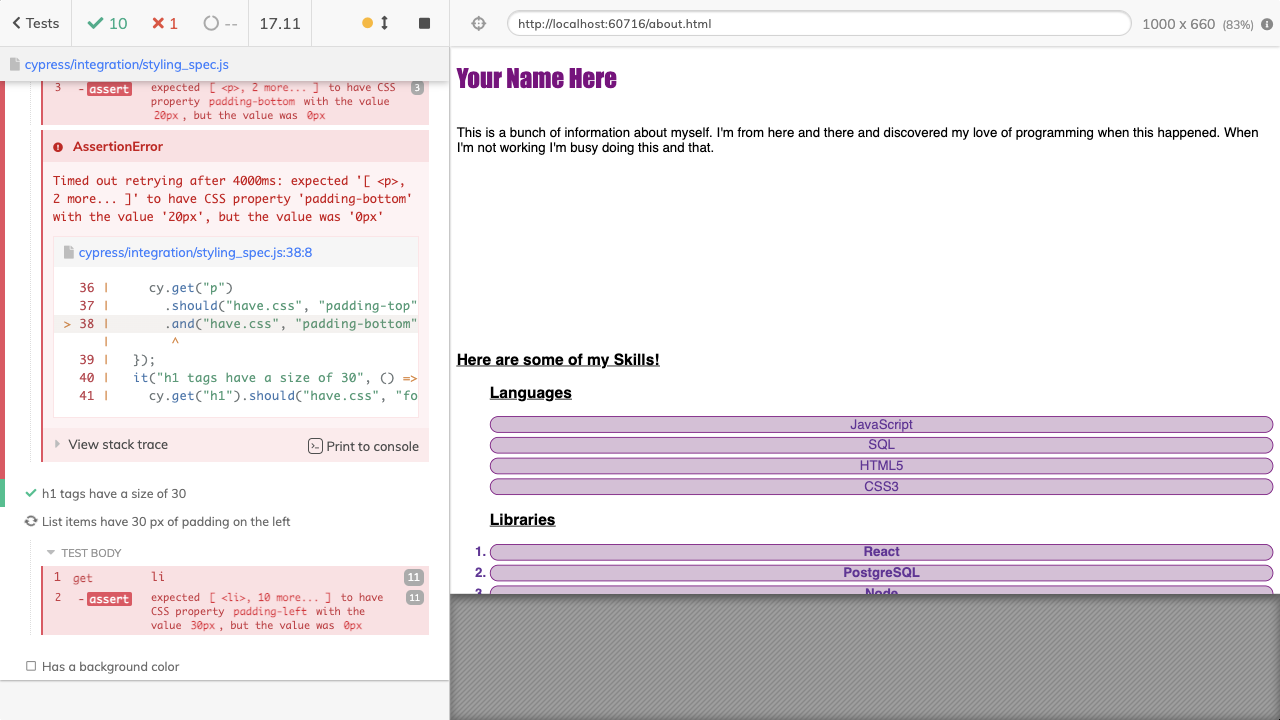 Tests
10
1
--
17.11
http://localhost:60716/about.html
1000 x 660 (83%)
cypress/integration/styling_spec.js
3 -assert expected [ <p>, 2 more... ] to have CSS 3
property padding-bottom with the value
20px, but the value was 0px
AssertionError
Timed out retrying after 4000ms: expected '[ <p>,
2 more... ]' to have CSS property 'padding-bottom'
with the value '20px', but the value was '0px'
cypress/integration/styling_spec.js:38:8
36 | cy.get("p")
37 | .should("have.css", "padding-top"
> 38 | .and("have.css", "padding-bottom"
| ^
39 | });
40 | it("h1 tags have a size of 30", () =>
41 | cy.get("h1").should("have.css", "fo
View stack trace
Print to console
h1 tags have a size of 30
List items have 30 px of padding on the left
TEST BODY
1 get li 11
2 -assert expected [ <li>, 10 more... ] to have 11
CSS property padding-left with the
value 30px, but the value was 0px
Has a background color
Your Name Here
This is a bunch of information about myself. I'm from here and there and discovered my love of programming when this happened. When
I'm not working I'm busy doing this and that.
Here are some of my Skills!
Languages
JavaScript
SQL
HTML5
CSS3
Libraries
1. React
2. PostgreSQL
3. Node